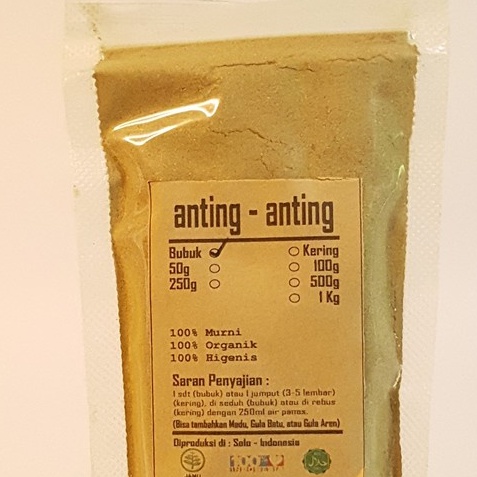 anting - anting
Bubuk Kering
50g 100g
250g 500g
1 Kg
100% Murni
100% Organik
100% Higenis
Saran Penyajian :
1 sdt (bubuk) atau 1 jumput (3-5 lembar)
(kering), di seduh (bubuk) atau di rebus
(kering) dengan 250ml air panas.
(Bisa tambahkan Madu, Gula Batu, atau Gula Aren)
Diproduksi di : Solo - Indonesia
JAMU 100%